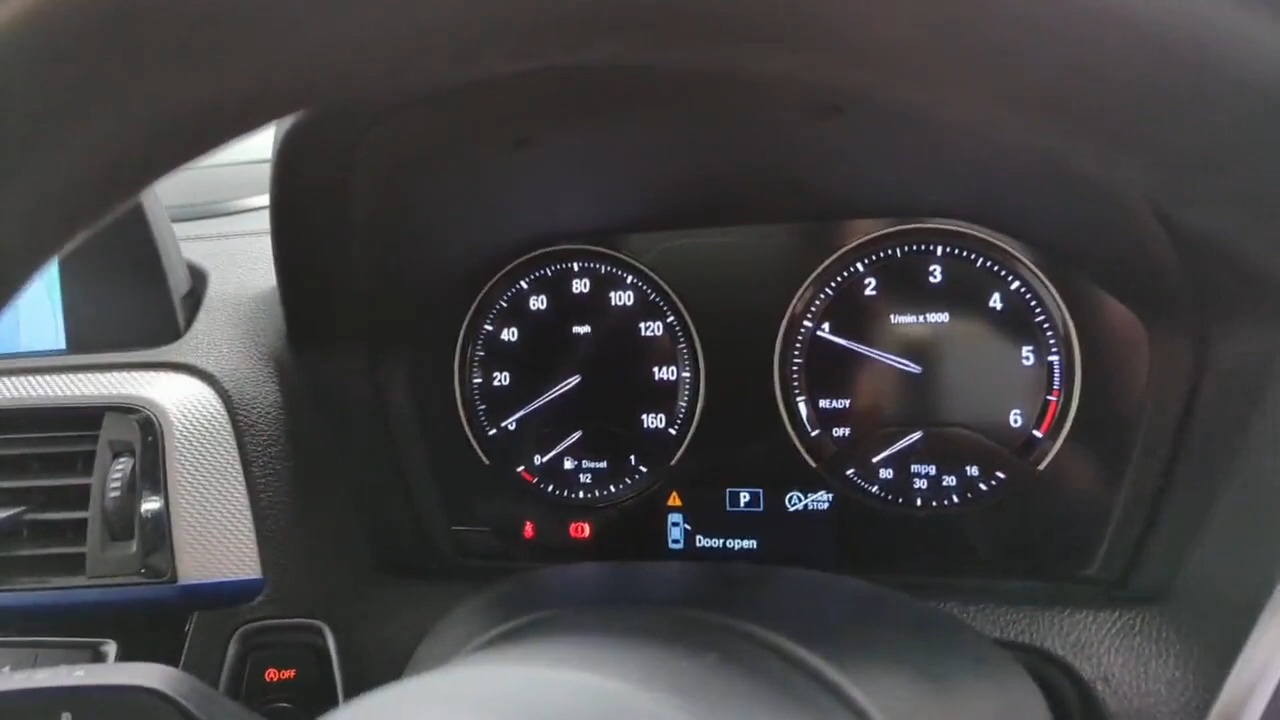 80
60
100
40
mph
120
20
140
0
160
0
Diesel
1
1/2
3
2
4
1/min x 1000
1
5
READY
6
OFF
mpg
80
16
30
20
P
A START
STOP
Door open
A OFF